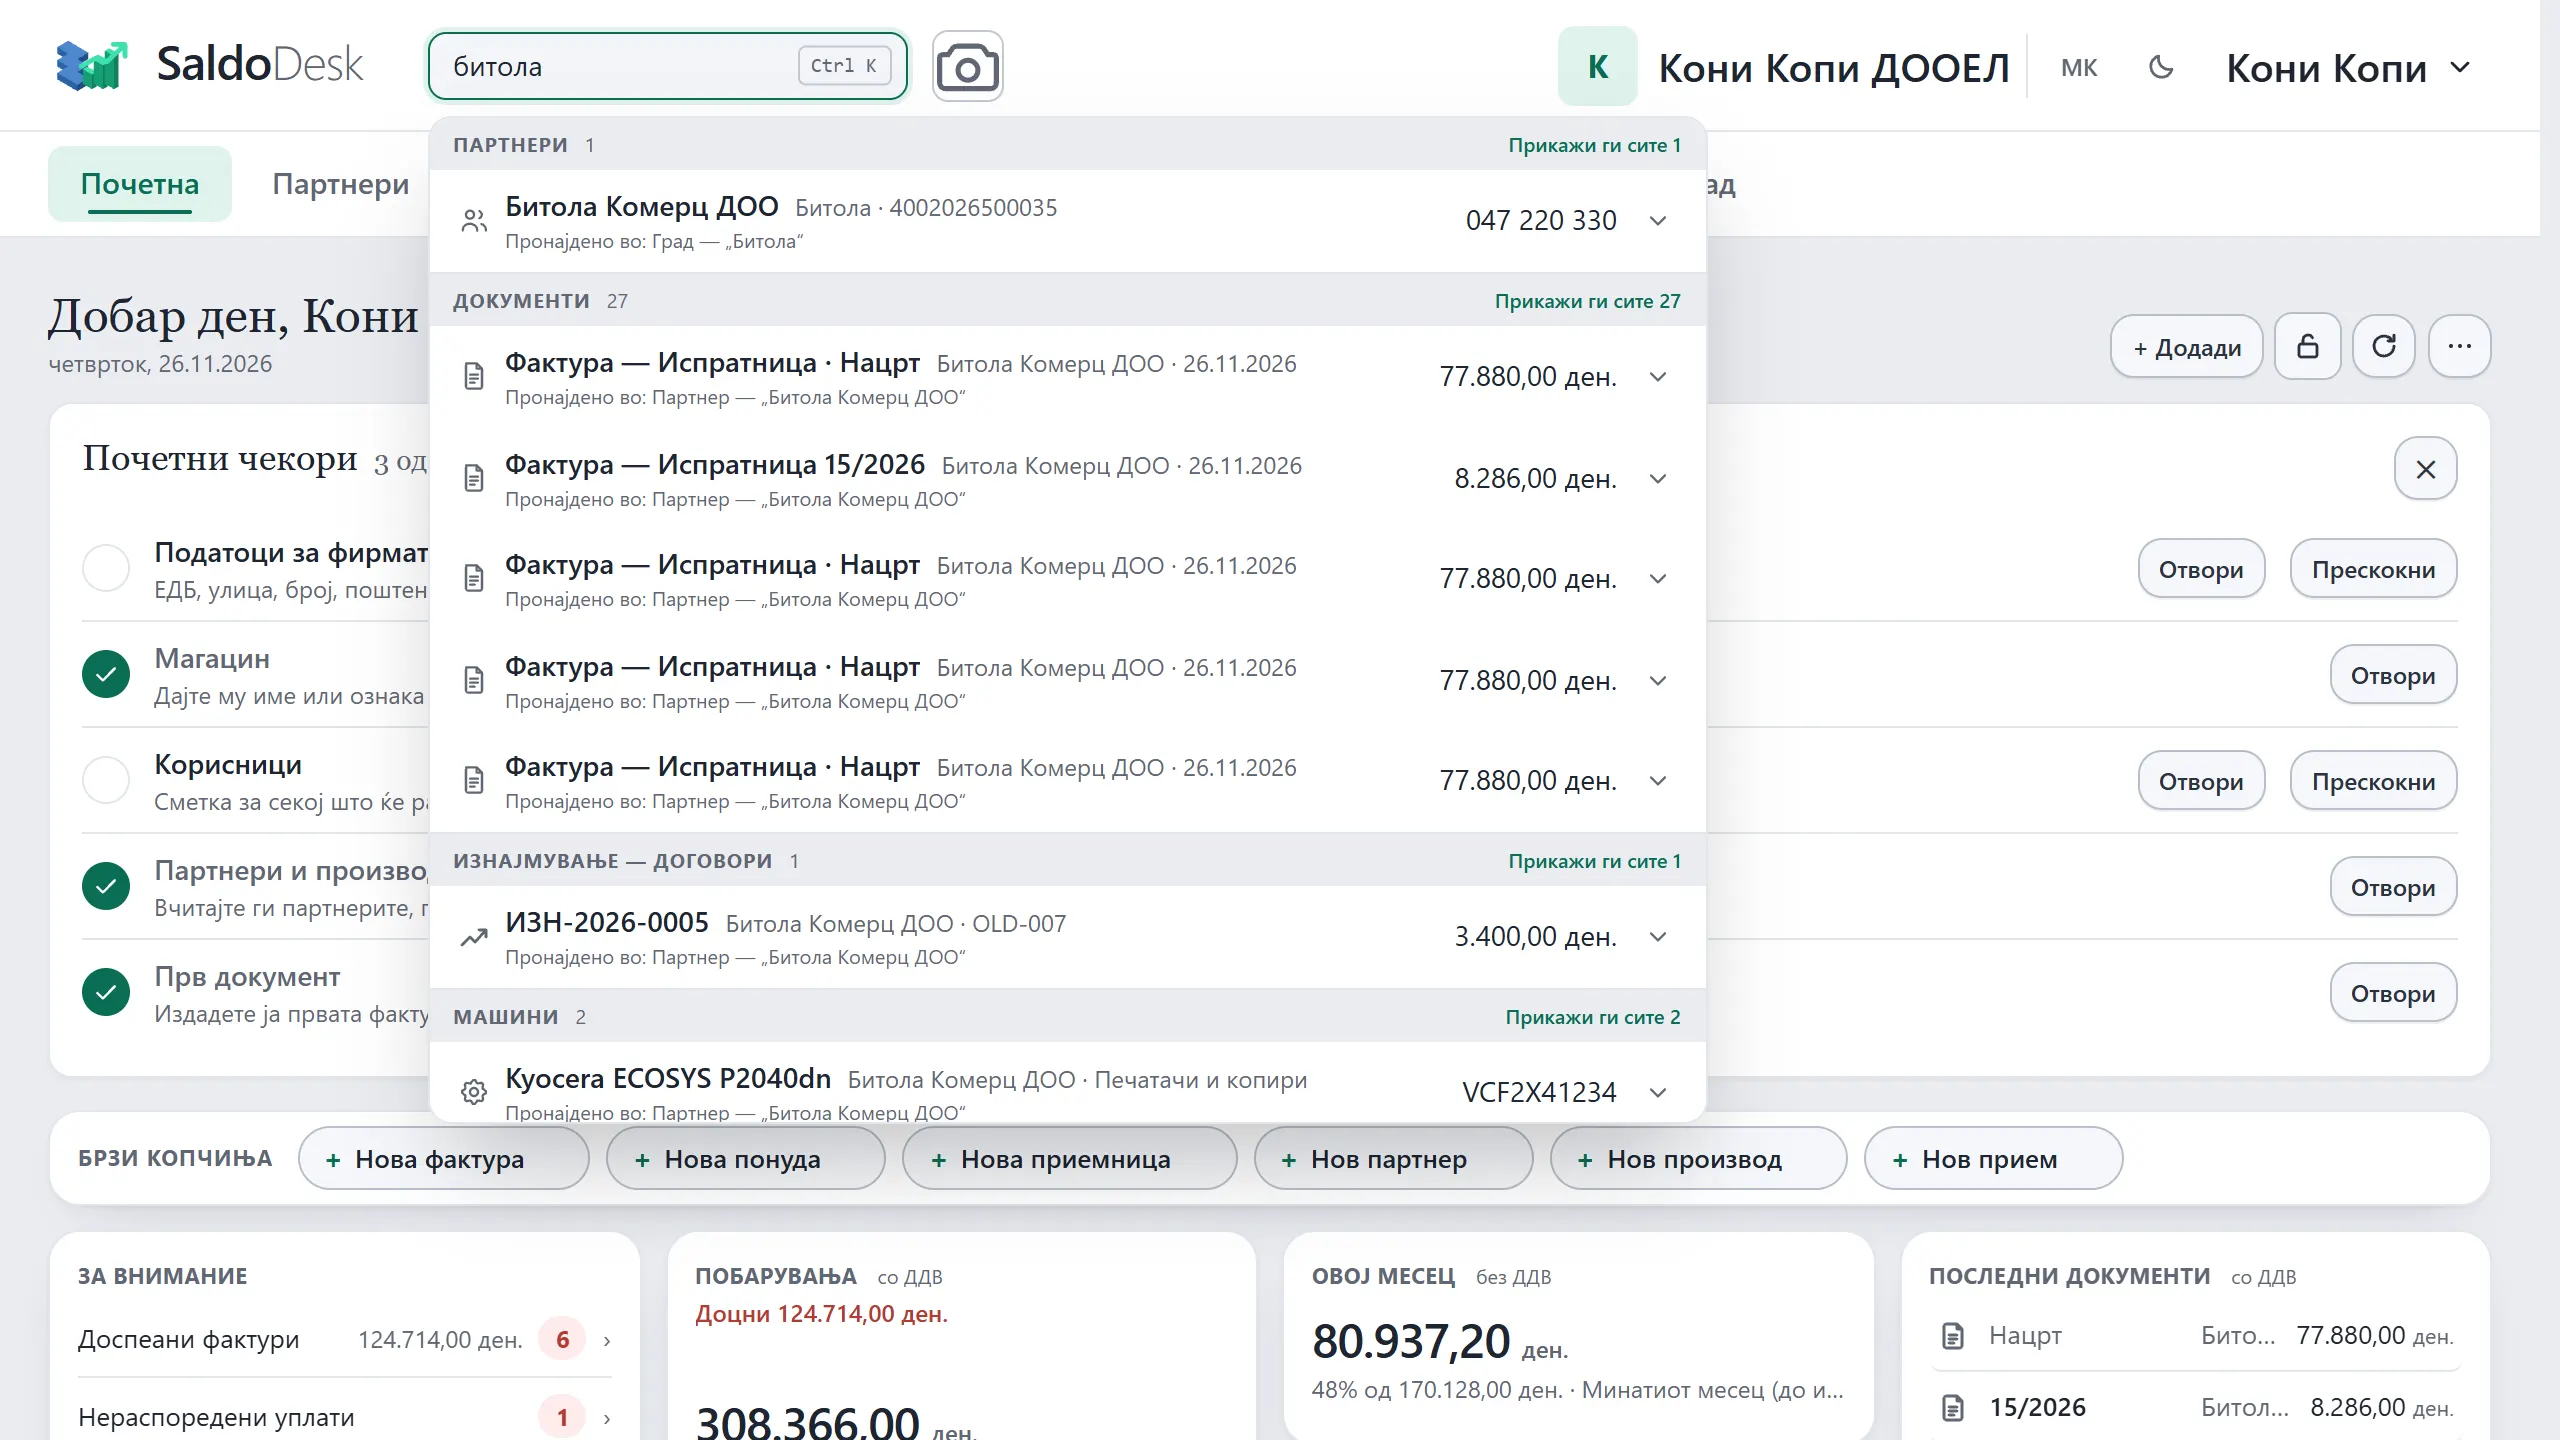 SaldoDesk
битола
Ctrl K
К
Кони Копи ДООЕЛ
МК
Кони Копи
Почетна
Партнери
ПАРТНЕРИ 1
Прикажи ги сите 1
Битола Комерц ДОО Битола · 4002026500035
Пронајдено во: Град — „Битола“
047 220 330
ДОКУМЕНТИ 27
Прикажи ги сите 27
Фактура — Испратница · Нацрт Битола Комерц ДОО · 26.11.2026
Пронајдено во: Партнер — „Битола Комерц ДОО“
77.880,00 ден.
Фактура — Испратница 15/2026 Битола Комерц ДОО · 26.11.2026
Пронајдено во: Партнер — „Битола Комерц ДОО“
8.286,00 ден.
Фактура — Испратница · Нацрт Битола Комерц ДОО · 26.11.2026
Пронајдено во: Партнер — „Битола Комерц ДОО“
77.880,00 ден.
Фактура — Испратница · Нацрт Битола Комерц ДОО · 26.11.2026
Пронајдено во: Партнер — „Битола Комерц ДОО“
77.880,00 ден.
Фактура — Испратница · Нацрт Битола Комерц ДОО · 26.11.2026
Пронајдено во: Партнер — „Битола Комерц ДОО“
77.880,00 ден.
ИЗНАЈМУВАЊЕ — ДОГОВОРИ 1
Прикажи ги сите 1
ИЗН-2026-0005 Битола Комерц ДОО · OLD-007
Пронајдено во: Партнер — „Битола Комерц ДОО“
3.400,00 ден.
МАШИНИ 2
Прикажи ги сите 2
Kyocera ECOSYS P2040dn Битола Комерц ДОО · Печатачи и копири
Пронајдено во: Партнер — „Битола Комерц ДОО“
VCF2X41234
Добар ден, Кони
четврток, 26.11.2026
+ Додади
Почетни чекори 3 од
Податоци за фирмат
ЕДБ, улица, број, поштен
Отвори
Прескокни
Магацин
Дајте му име или ознака
Отвори
Корисници
Сметка за секој што ќе
Отвори
Прескокни
Партнери и произво
Вчитајте ги партнерите,
Отвори
Прв документ
Издадете ја првата факту
Отвори
БРЗИ КОПЧИЊА
+ Нова фактура
+ Нова понуда
+ Нова приемница
+ Нов партнер
+ Нов производ
+ Нов прием
ЗА ВНИМАНИЕ
Доспеани фактури 124.714,00 ден. 6
Нераспоредени уплати 1
ПОБАРУВАЊА со ДДВ
Доцни 124.714,00 ден.
308.366,00 ден.
ОВОЈ МЕСЕЦ без ДДВ
80.937,20 ден.
48% од 170.128,00 ден. · Минатиот месец (до и...
ПОСЛЕДНИ ДОКУМЕНТИ со ДДВ
Нацрт Бито... 77.880,00 ден.
15/2026 Битол... 8.286,00 ден.